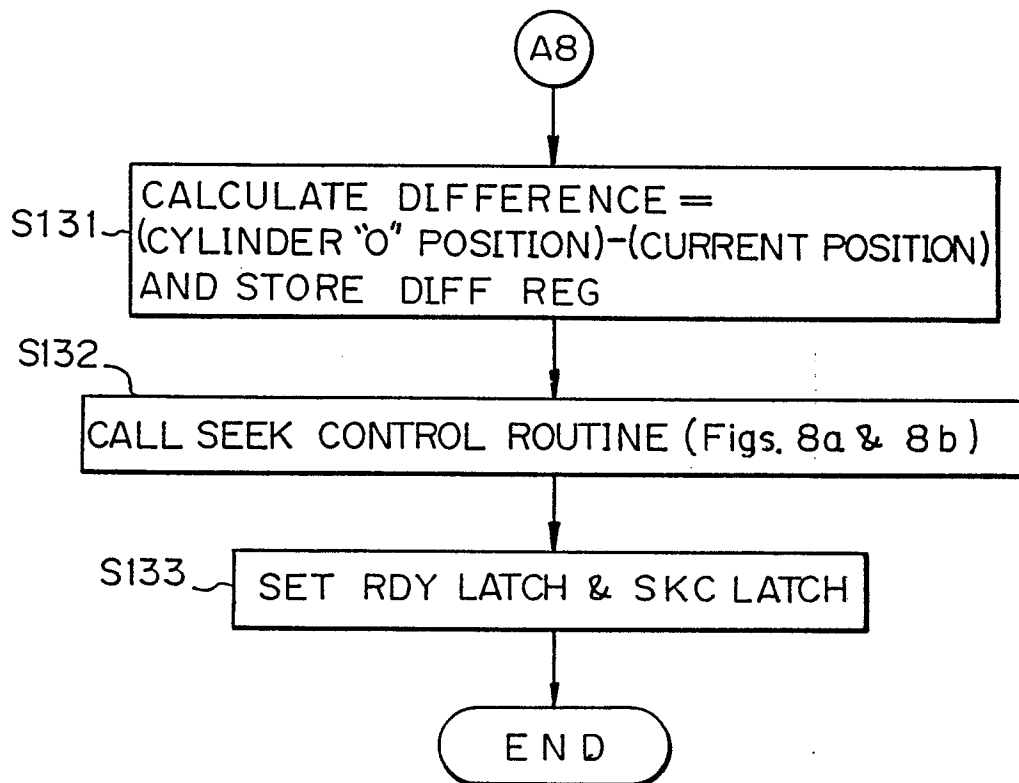 A8
S131
CALCULATE DIFFERENCE =
(CYLINDER "0" POSITION)-(CURRENT POSITION)
AND STORE DIFF REG
S132
CALL SEEK CONTROL ROUTINE (Figs. 8a & 8b)
S133
SET RDY LATCH & SKC LATCH
END